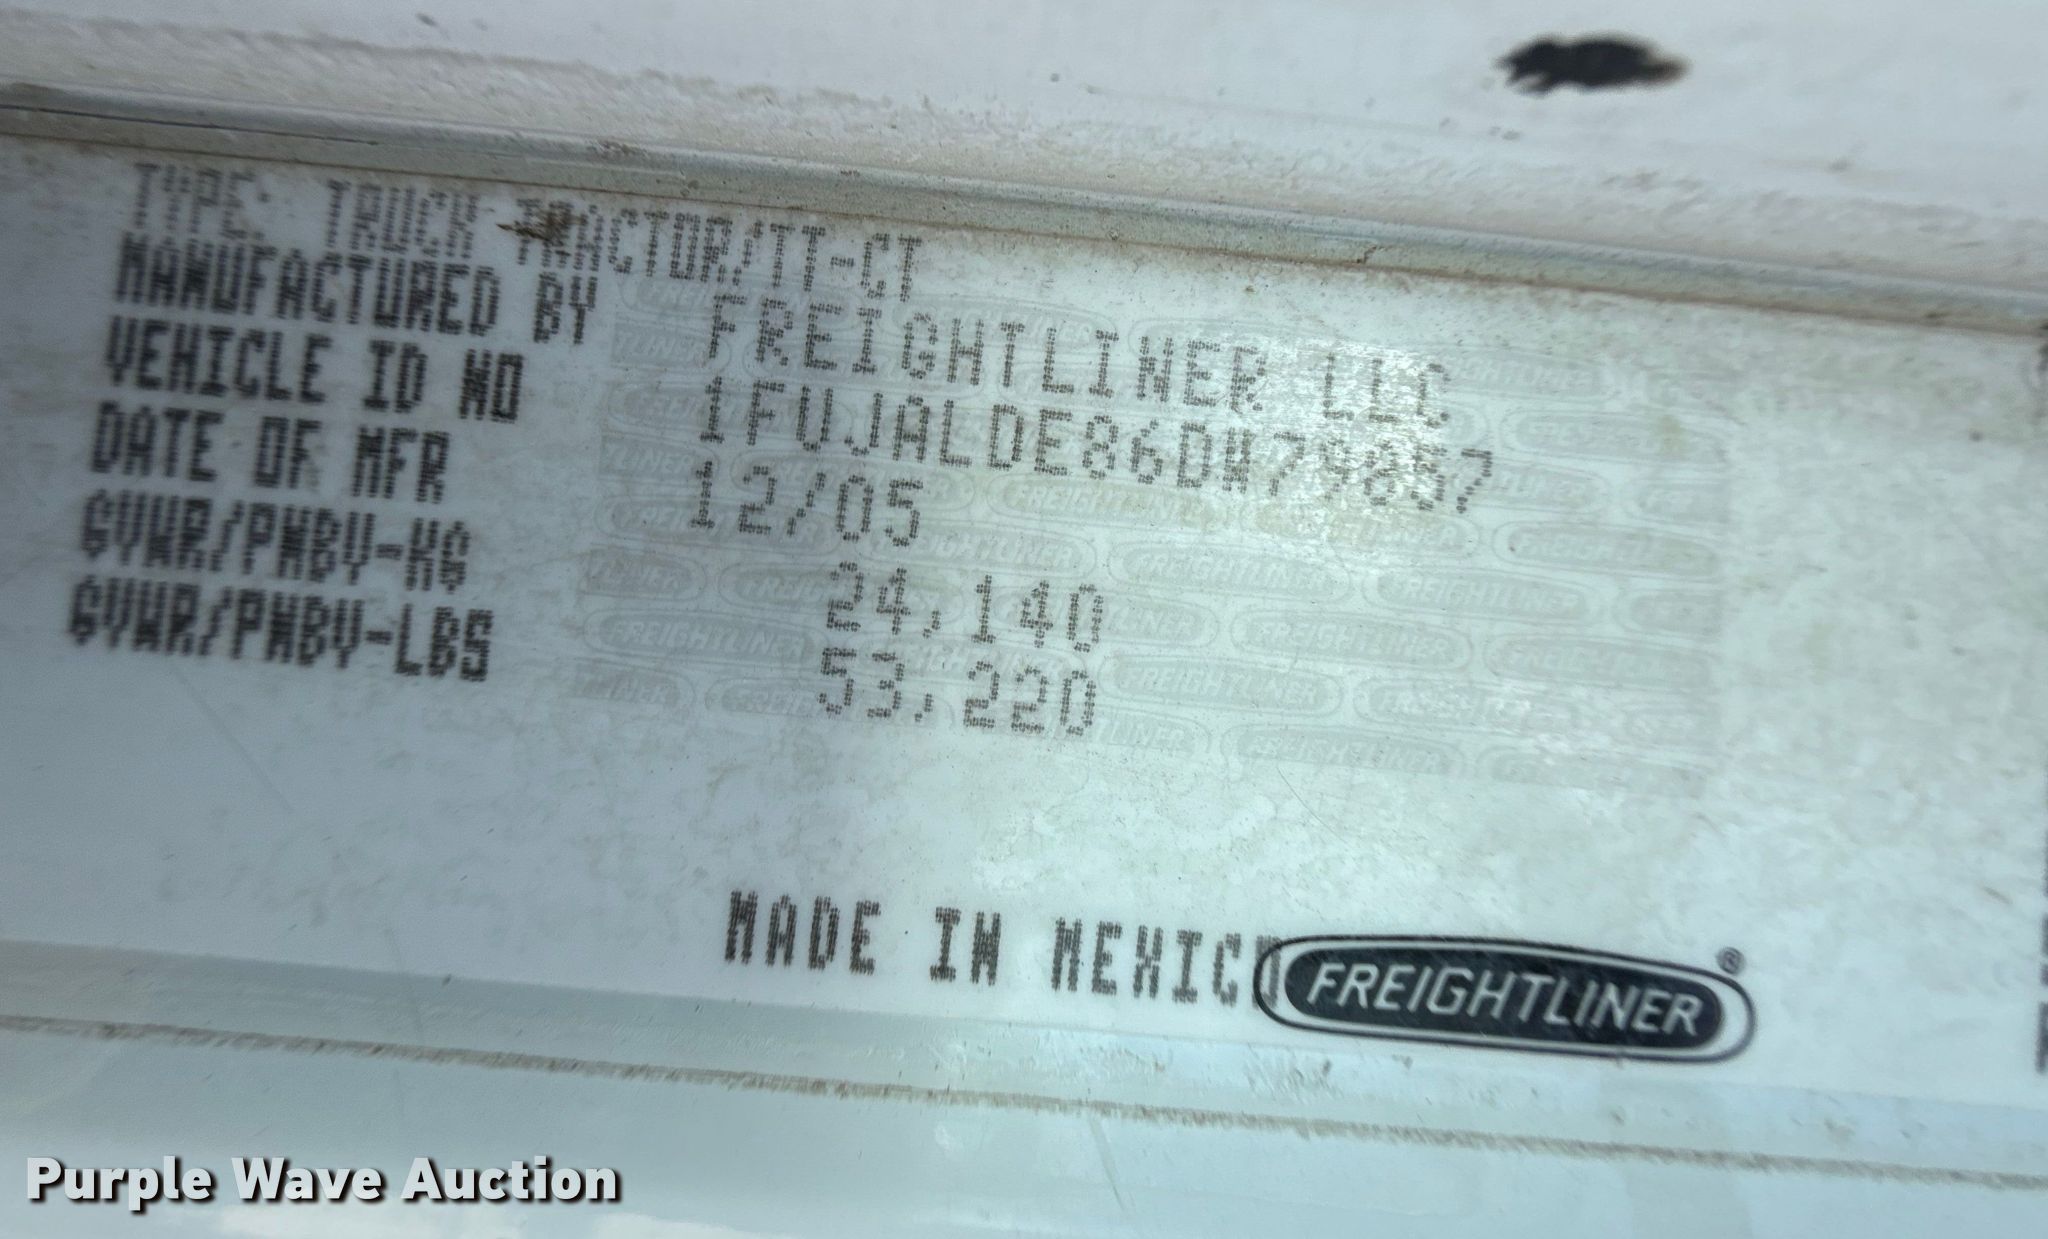 TYPE: TRUCK TRACTOR/TT-CT
MANUFACTURED BY FREIGHTLINER LLC
VEHICLE ID NO 1FUJALDE86DW79857
DATE OF MFR 12/05
GVWR/PNBV-KG 24,140
GVWR/PNBV-LBS 53,220
MADE IN MEXICO
FREIGHTLINER®
Purple Wave Auction